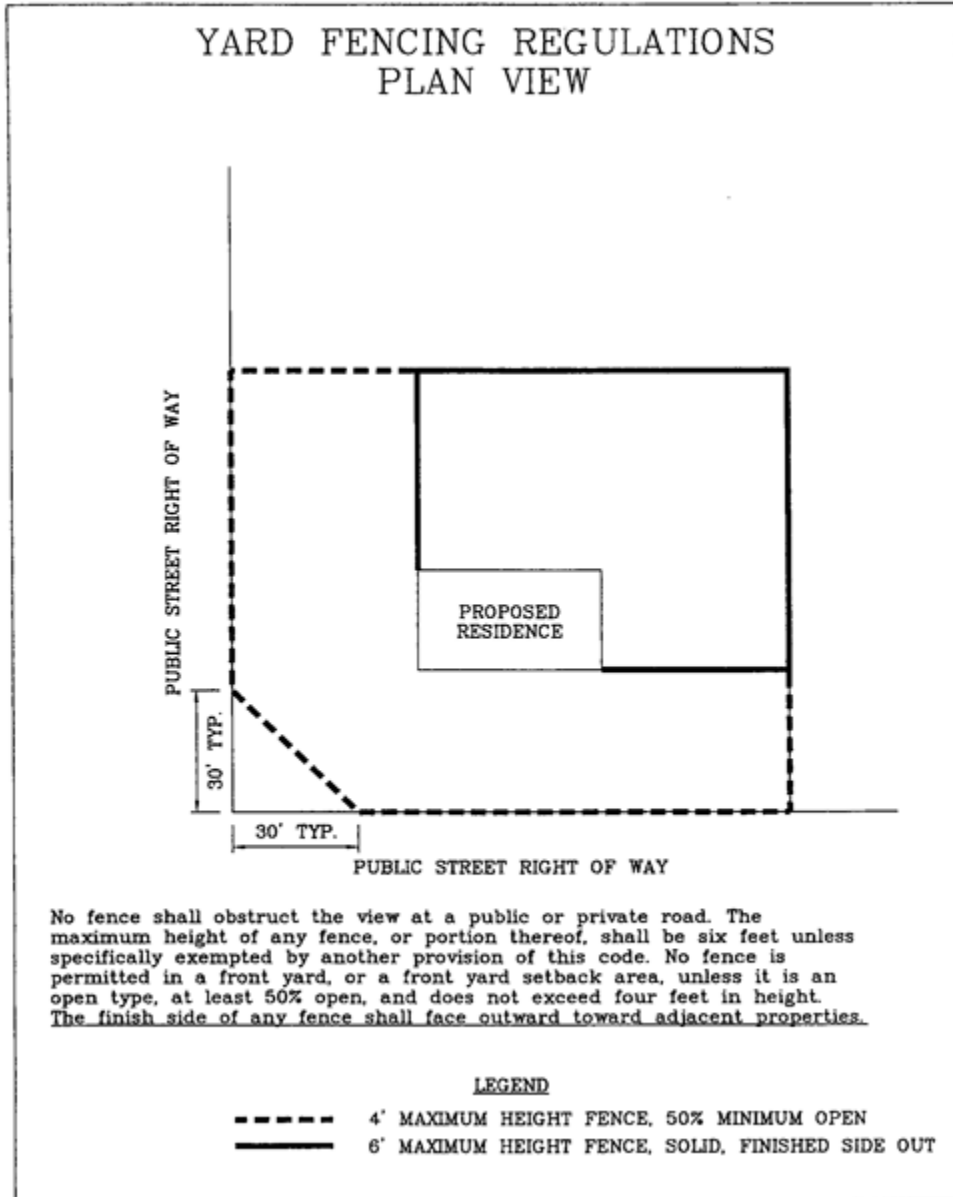 YARD FENCING REGULATIONS
PLAN VIEW
PUBLIC STREET RIGHT OF WAY
PROPOSED
RESIDENCE
30' TYP.
30' TYP.
PUBLIC STREET RIGHT OF WAY
No fence shall obstruct the view at a public or private road. The
maximum height of any fence, or portion thereof, shall be six feet unless
specifically exempted by another provision of this code. No fence is
permitted in a front yard, or a front yard setback area, unless it is an
open type, at least 50% open, and does not exceed four feet in height.
The finish side of any fence shall face outward toward adjacent properties.
LEGEND
4' MAXIMUM HEIGHT FENCE, 50% MINIMUM OPEN
6' MAXIMUM HEIGHT FENCE, SOLID, FINISHED SIDE OUT